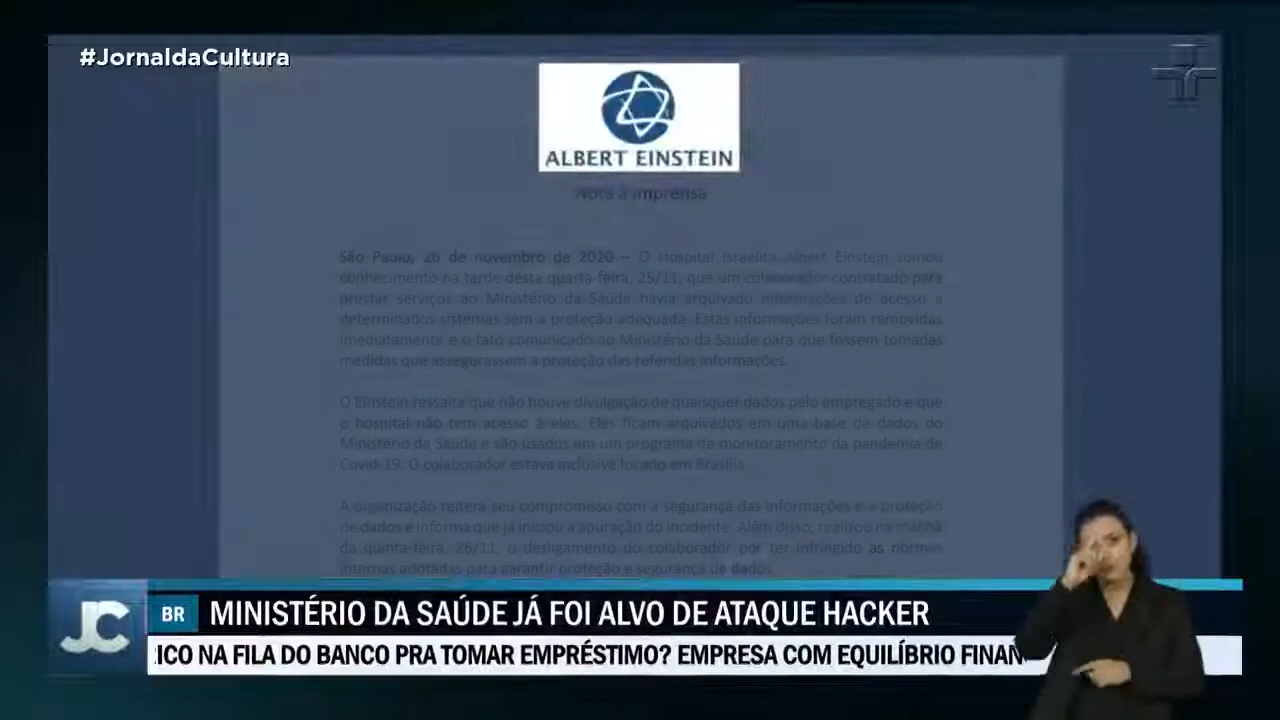 #JornaldaCultura
ALBERT EINSTEIN
Nota à imprensa
São Paulo, 26 de novembro de 2020 – O Hospital Israelita Albert Einstein tomou
conhecimento na tarde desta quarta-feira, 25/11, que um colaborador contratado para
prestar serviços ao Ministério da Saúde havia arquivado informações de acesso a
determinados sistemas sem a proteção adequada. Estas informações foram removidas
imediatamente e o fato comunicado ao Ministério da Saúde para que fossem tomadas
medidas que assegurassem a proteção das referidas informações.
O Einstein ressalta que não houve divulgação de quaisquer dados pelo empregado e que
o hospital não tem acesso a eles. Eles ficam arquivados em uma base de dados do
Ministério da Saúde e são usados em um programa de monitoramento da pandemia de
Covid-19. O colaborador estava inclusive locado em Brasília.
A organização reitera seu compromisso com a segurança das informações e a proteção
de dados e informa que já iniciou a apuração do incidente. Além disso, realizou na manhã
da quinta-feira, 26/11, o desligamento do colaborador por ter infringido as normas
internas adotadas para garantir proteção e segurança de dados.
JC BR MINISTÉRIO DA SAÚDE JÁ FOI ALVO DE ATAQUE HACKER
ICO NA FILA DO BANCO PRA TOMAR EMPRÉSTIMO? EMPRESA COM EQUILÍBRIO FINAN